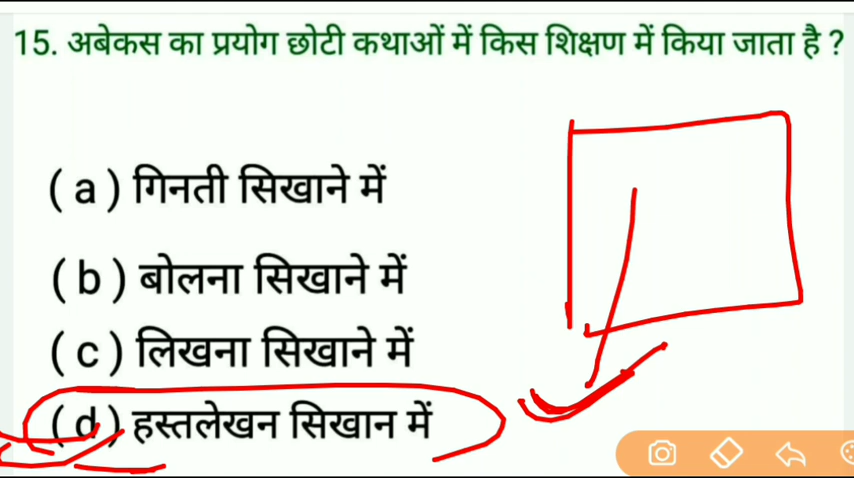 15. अबेकस का प्रयोग छोटी कथाओं में किस शिक्षण में किया जाता है ?
( a ) गिनती सिखाने में
( b ) बोलना सिखाने में
( c ) लिखना सिखाने में
( d ) हस्तलेखन सिखान में